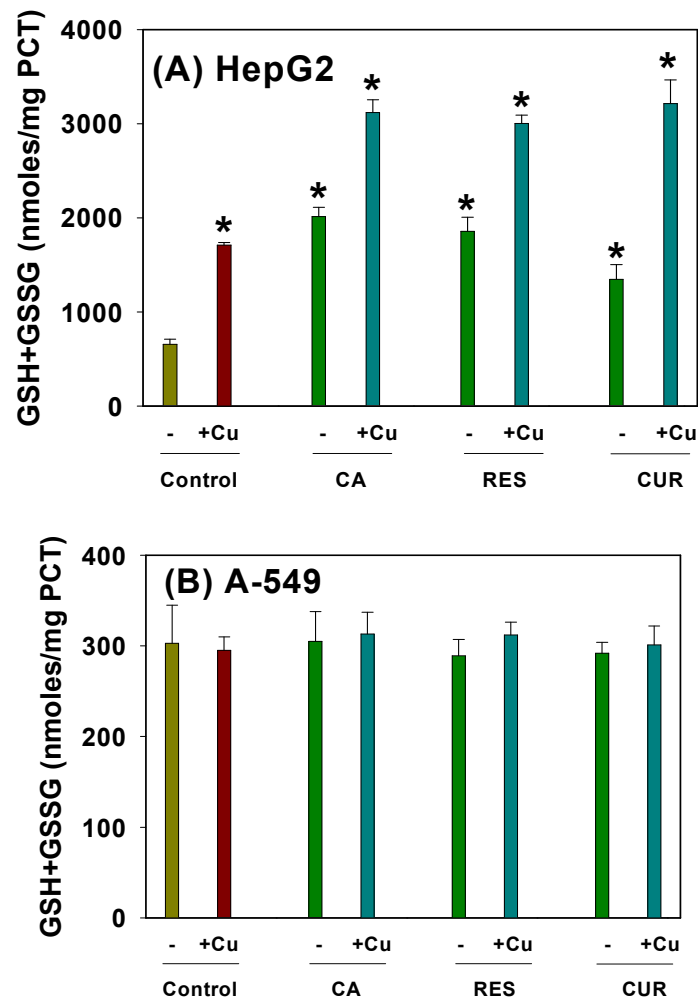 (A) HepG2
GSH+GSSG (nmoles/mg PCT)
4000
3000
2000
1000
0
* * * * * * *
- +Cu - +Cu - +Cu - +Cu
Control CA RES CUR
(B) A-549
GSH+GSSG (nmoles/mg PCT)
400
300
200
100
0
- +Cu - +Cu - +Cu - +Cu
Control CA RES CUR